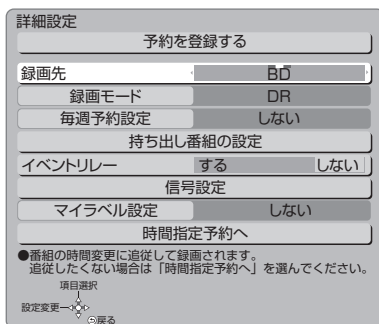 詳細設定
予約を登録する
録画先 BD
録画モード DR
毎週予約設定 しない
持ち出し番組の設定
イベントリレー する しない
信号設定
マイラベル設定 しない
時間指定予約へ
●番組の時間変更に追従して録画されます。
追従したくない場合は「時間指定予約へ」を選んでください。
項目選択
設定変更
戻る